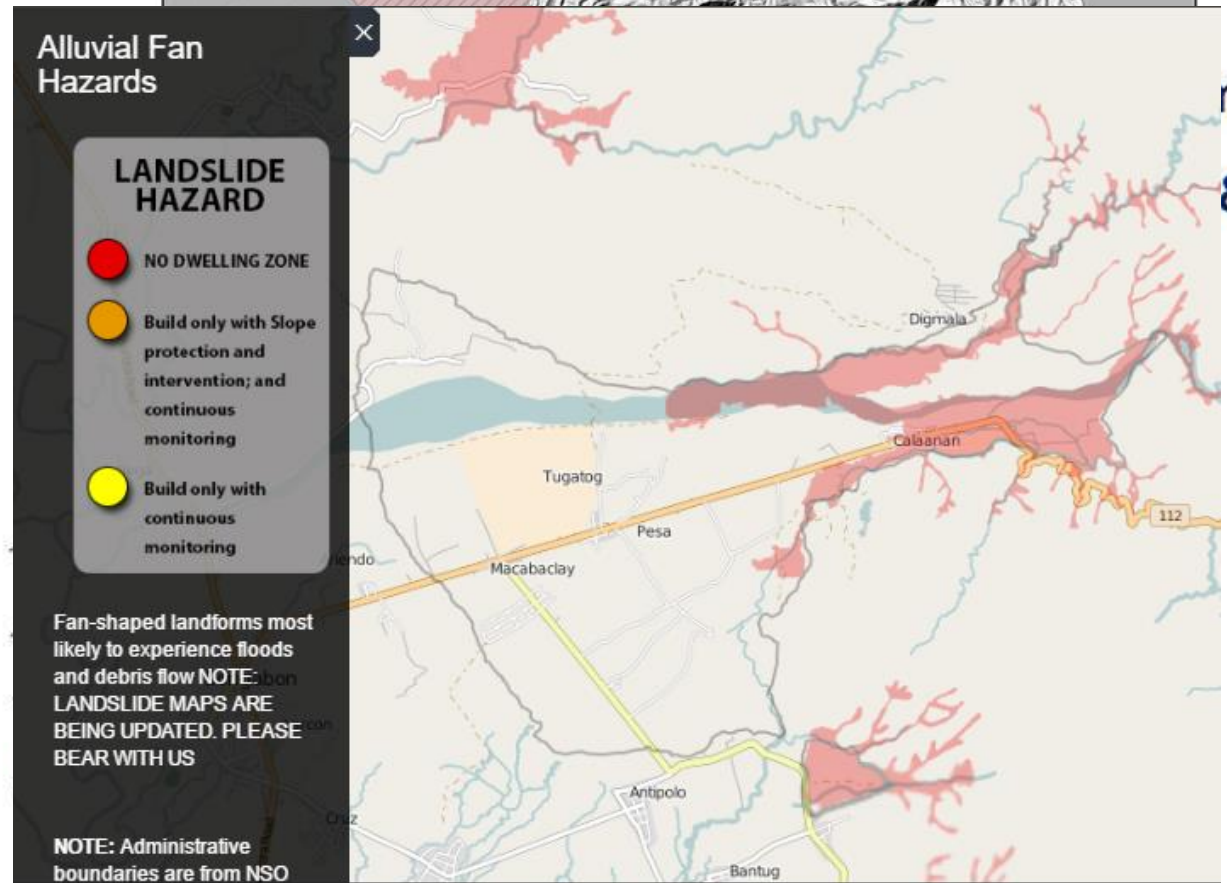 Alluvial Fan
Hazards
LANDSLIDE
HAZARD
NO DWELLING ZONE
Build only with Slope
protection and
intervention; and
continuous
monitoring
Build only with
continuous
monitoring
Fan-shaped landforms most
likely to experience floods
and debris flow NOTE:
LANDSLIDE MAPS ARE
BEING UPDATED. PLEASE
BEAR WITH US
NOTE: Administrative
boundaries are from NSO
Digmala
Calaanan
112
Tugatog
Pesa
Macabaclay
Antipolo
Bantug